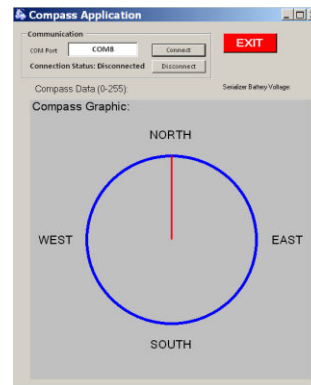 Compass Application
Communication
COM Port COM8 Connect
EXIT
Connection Status: Disconnected Disconnect
Compass Data (0-255):
Serializer Battery Voltage:
Compass Graphic:
NORTH
WEST
EAST
SOUTH